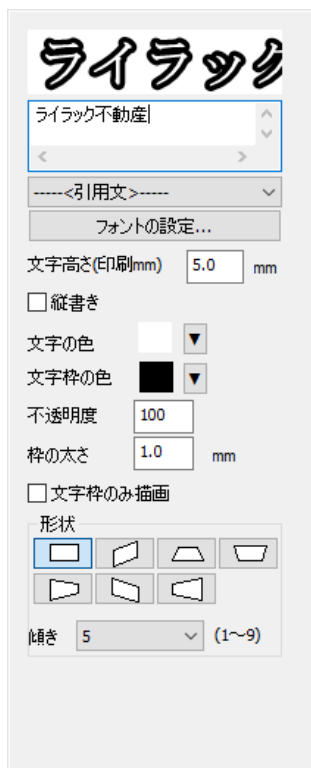 ライラック
ライラック不動産
-----<引用文>-----
フォントの設定...
文字高さ(印刷mm) 5.0 mm
縦書き
文字の色 ▼
文字枠の色 ▼
不透明度 100
枠の太さ 1.0 mm
文字枠のみ描画
形状
傾き 5 (1～9)